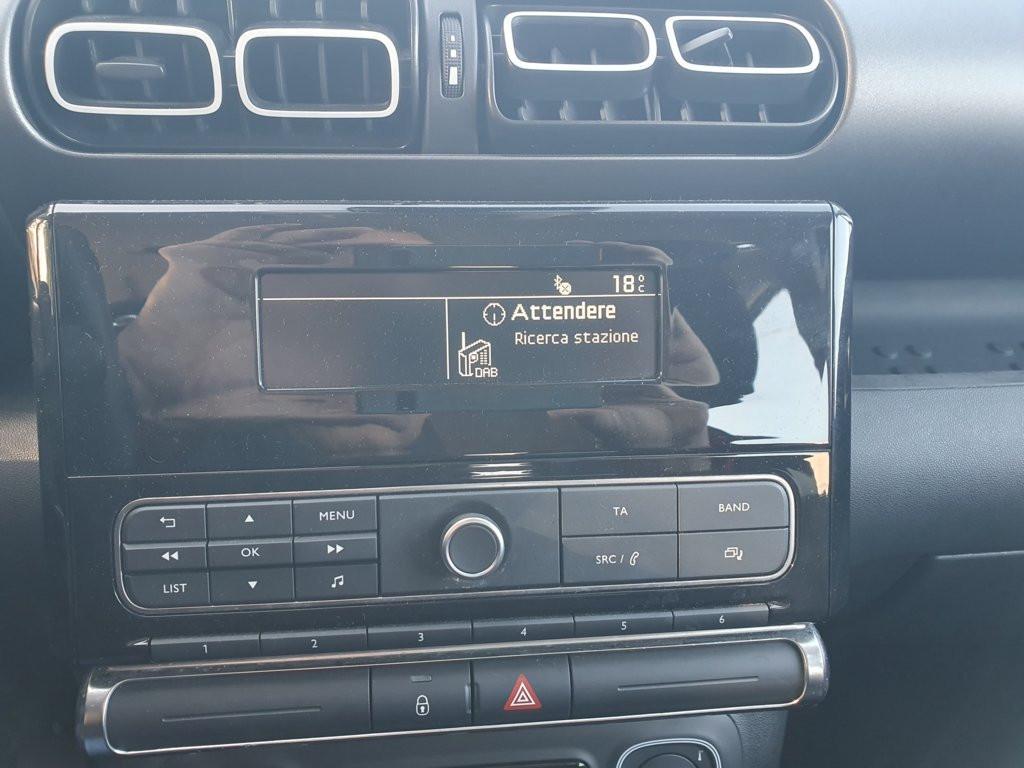 18°C
Attendere
Ricerca stazione
DAB
MENU
TA
BAND
OK
SRC /
LIST
1 2 3 4 5 6